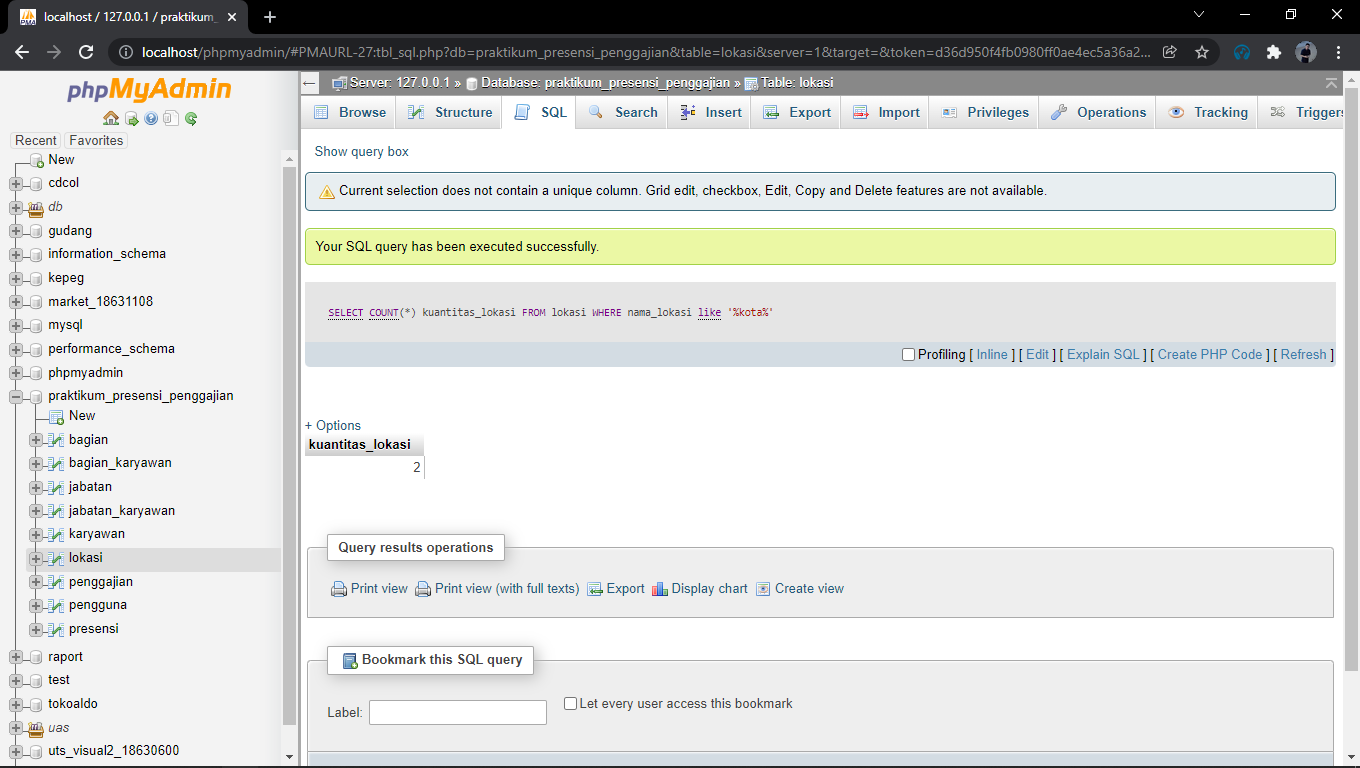 localhost / 127.0.0.1 / praktikum_
localhost/phpmyadmin/#PMAURL-27:tbl_sql.php?db=praktikum_presensi_penggajian&table=lokasi&server=1&target=&token=d36d950f4fb0980ff0ae4ec5a36a2...
phpMyAdmin
Recent Favorites
New
cdcol
db
gudang
information_schema
kepeg
market_18631108
mysql
performance_schema
phpmyadmin
praktikum_presensi_penggajian
New
bagian
bagian_karyawan
jabatan
jabatan_karyawan
karyawan
lokasi
penggajian
pengguna
presensi
raport
test
tokoaldo
uas
uts_visual2_18630600
Server: 127.0.0.1 » Database: praktikum_presensi_penggajian » Table: lokasi
Browse Structure SQL Search Insert Export Import Privileges Operations Tracking Triggers
Show query box
Current selection does not contain a unique column. Grid edit, checkbox, Edit, Copy and Delete features are not available.
Your SQL query has been executed successfully.
SELECT COUNT(*) kuantitas_lokasi FROM lokasi WHERE nama_lokasi like '%kota%'
Profiling [ Inline ] [ Edit ] [ Explain SQL ] [ Create PHP Code ] [ Refresh ]
+ Options
kuantitas_lokasi
2
Query results operations
Print view Print view (with full texts) Export Display chart Create view
Bookmark this SQL query
Label: Let every user access this bookmark